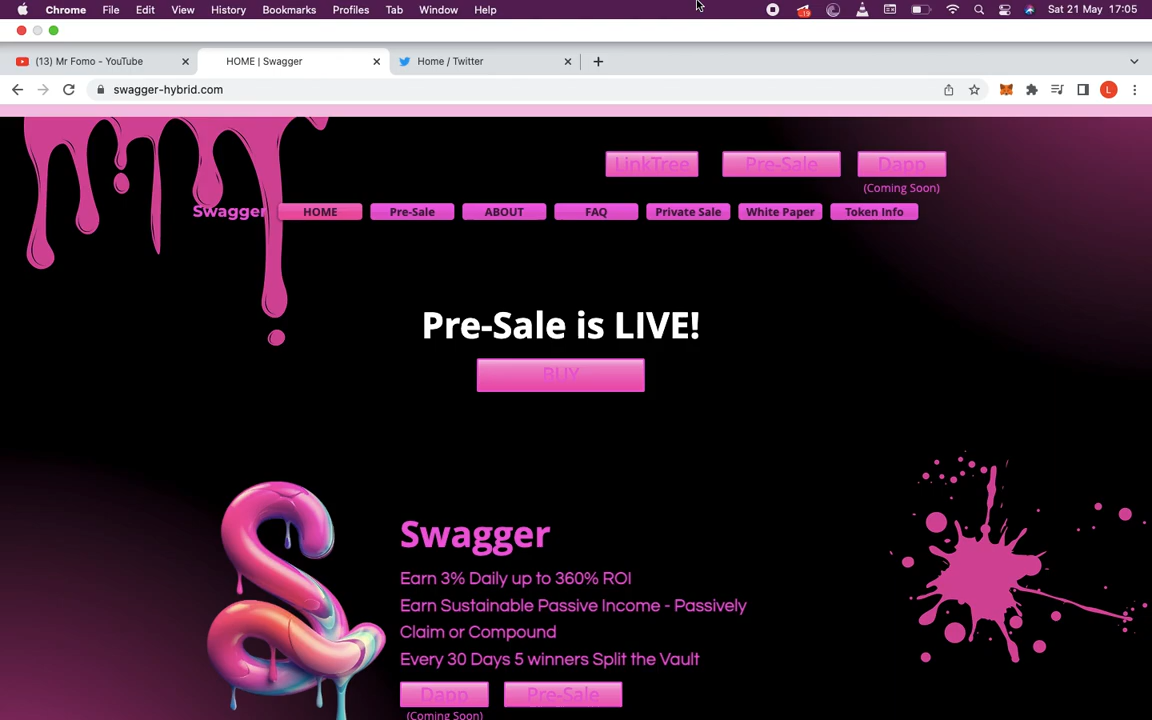 Chrome File Edit View History Bookmarks Profiles Tab Window Help 19 Sat 21 May 17:05
(13) Mr Fomo - YouTube HOME | Swagger Home / Twitter
swagger-hybrid.com L
LinkTree Pre-Sale Dapp
(Coming Soon)
Swagger HOME Pre-Sale ABOUT FAQ Private Sale White Paper Token Info
Pre-Sale is LIVE!
BUY
Swagger
Earn 3% Daily up to 360% ROI
Earn Sustainable Passive Income - Passively
Claim or Compound
Every 30 Days 5 winners Split the Vault
Dapp Pre-Sale
(Coming Soon)